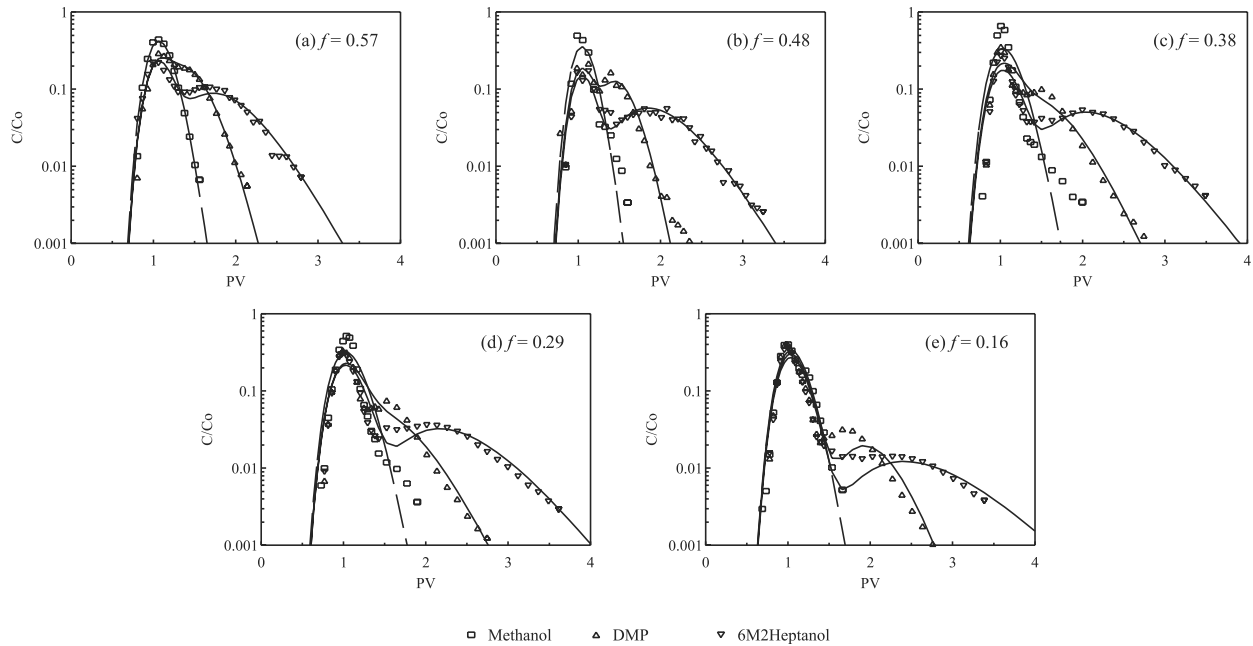 (a) f = 0.57
C/Co
1
0.1
0.01
0.001
0 1 2 3 4
PV
(b) f = 0.48
C/Co
1
0.1
0.01
0.001
0 1 2 3 4
PV
(c) f = 0.38
C/Co
1
0.1
0.01
0.001
0 1 2 3 4
PV
(d) f = 0.29
C/Co
1
0.1
0.01
0.001
0 1 2 3 4
PV
(e) f = 0.16
C/Co
1
0.1
0.01
0.001
0 1 2 3 4
PV
Methanol DMP 6M2Heptanol